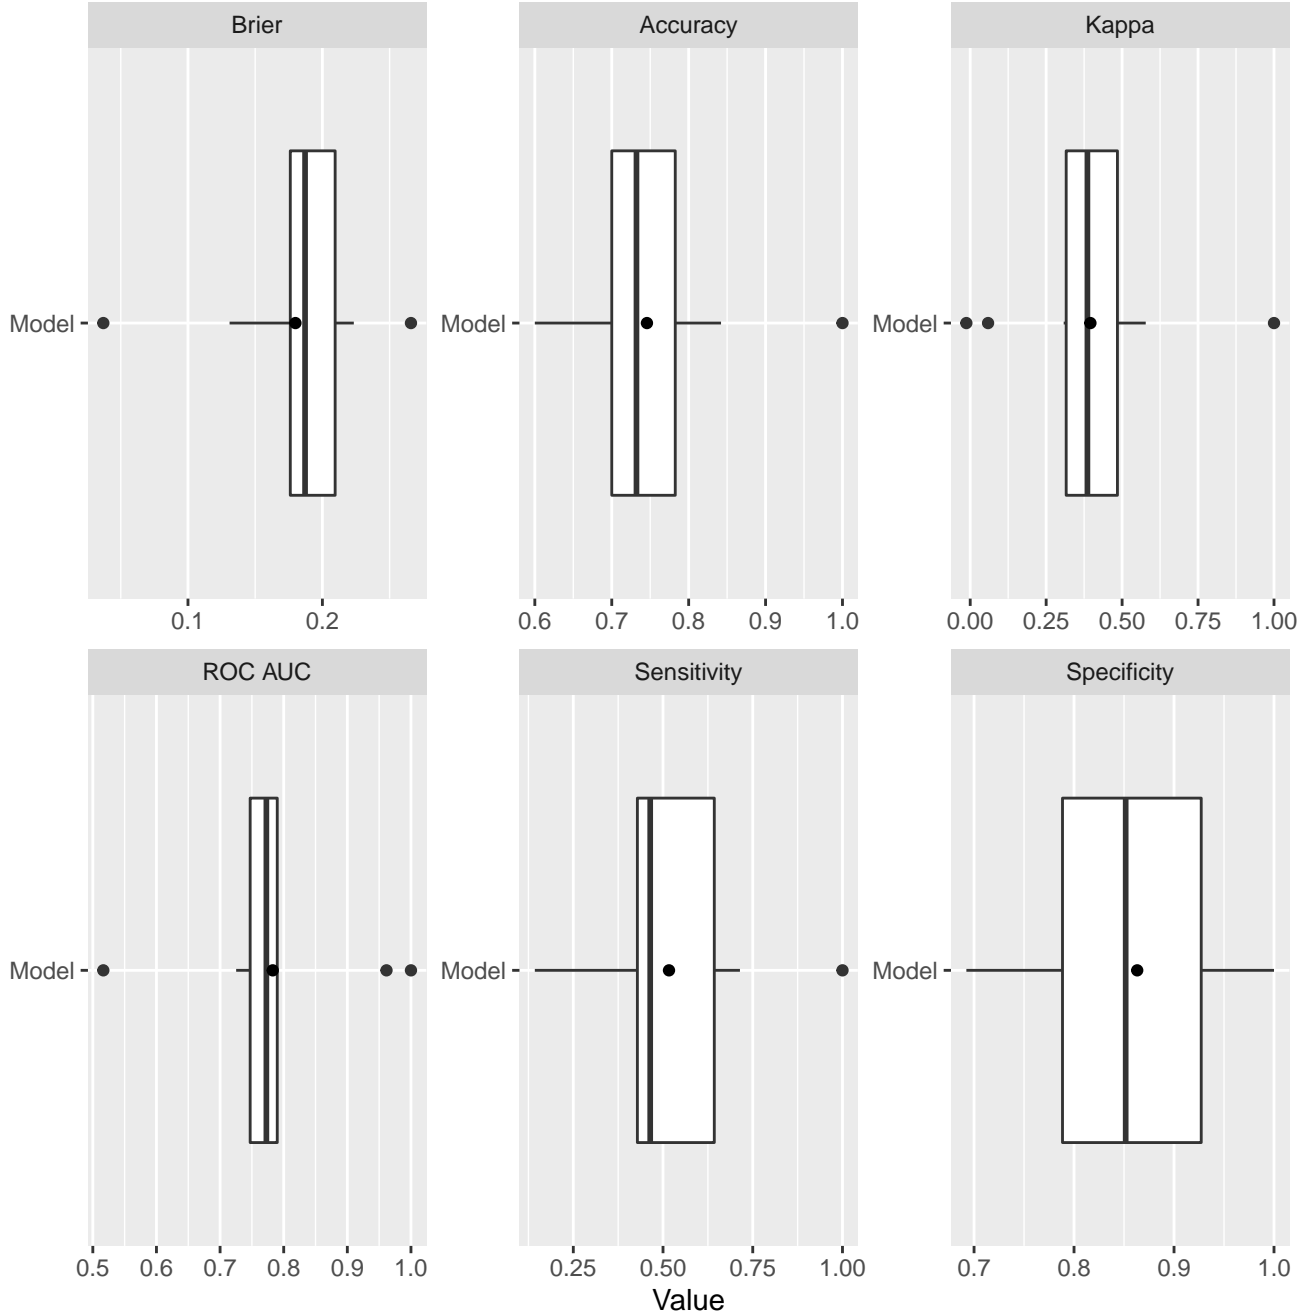 Brier Accuracy Kappa
Model Model Model
0.1 0.2 0.6 0.7 0.8 0.9 1.0 0.00 0.25 0.50 0.75 1.00
ROC AUC Sensitivity Specificity
Model Model Model
0.5 0.6 0.7 0.8 0.9 1.0 0.25 0.50 0.75 1.00 0.7 0.8 0.9 1.0
Value